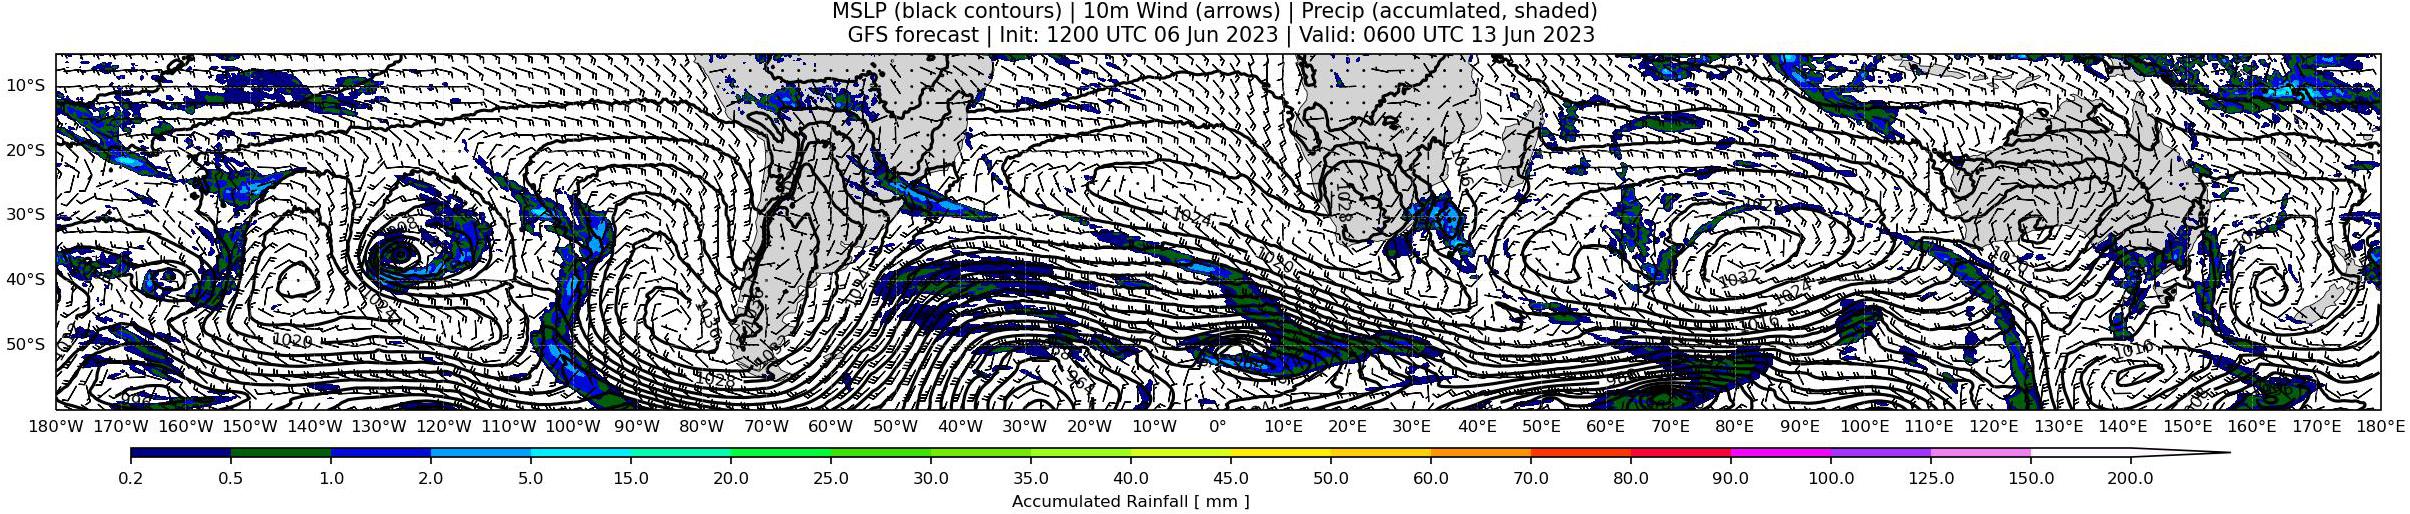 MSLP (black contours) | 10m Wind (arrows) | Precip (accumlated, shaded)
GFS forecast | Init: 1200 UTC 06 Jun 2023 | Valid: 0600 UTC 13 Jun 2023
10°S
20°S
30°S
40°S
50°S
1024
1032
1024
1016
1036
1020
1028
1016
964
180°W 170°W 160°W 150°W 140°W 130°W 120°W 110°W 100°W 90°W 80°W 70°W 60°W 50°W 40°W 30°W 20°W 10°W 0° 10°E 20°E 30°E 40°E 50°E 60°E 70°E 80°E 90°E 100°E 110°E 120°E 130°E 140°E 150°E 160°E 170°E 180°E
0.2 0.5 1.0 2.0 5.0 15.0 20.0 25.0 30.0 35.0 40.0 45.0 50.0 60.0 70.0 80.0 90.0 100.0 125.0 150.0 200.0
Accumulated Rainfall [ mm ]